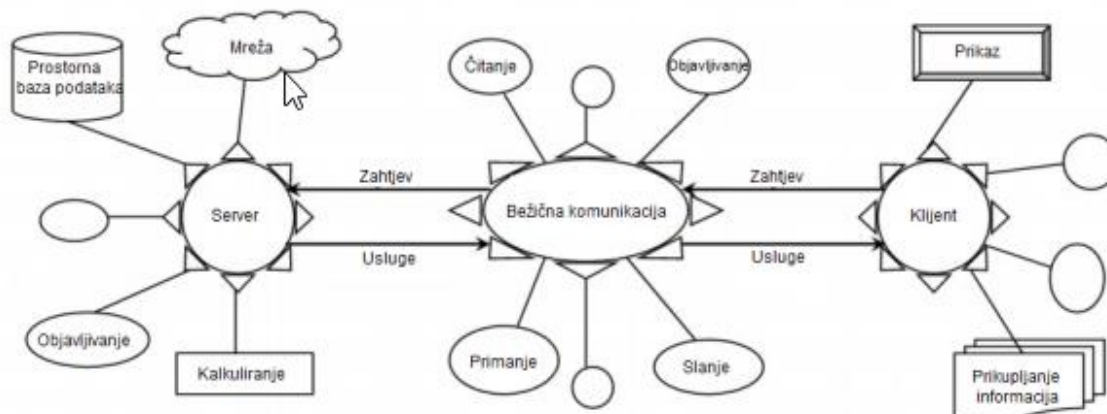 Mreža
Prostorna
baza podataka
Čitanje
Objavljivanje
Prikaz
Zahtjev
Zahtjev
Server
Bežična komunikacija
Klijent
Usluge
Usluge
Objavljivanje
Kalkuliranje
Primanje
Slanje
Prikupljanje
informacija